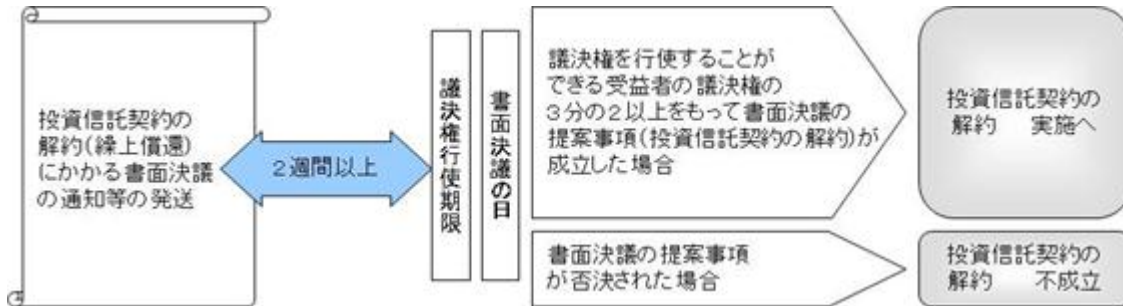 投資信託契約の
解約(繰上償還)
にかかる書面決議
の通知等の発送
2週間以上
議決権行使期限
書面決議の日
議決権を行使することが
できる受益者の議決権の
3分の2以上をもって書面決議の
提案事項(投資信託契約の解約)が
成立した場合
投資信託契約の
解約　実施へ
書面決議の提案事項
が否決された場合
投資信託契約の
解約　不成立